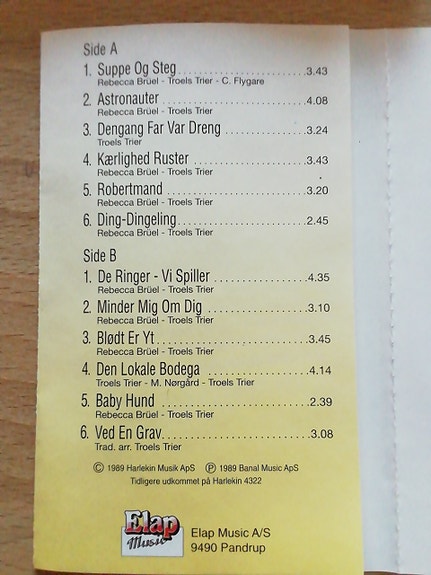 Side A
1. Suppe Og Steg..............................3.43
Rebecca Brüel - Troels Trier - C. Flygare
2. Astronauter..............................4.08
Rebecca Brüel - Troels Trier
3. Dengang Far Var Dreng ................3.24
Troels Trier
4. Kærlighed Ruster ........................3.43
Rebecca Brüel - Troels Trier
5. Robertmand ..............................3.20
Rebecca Brüel - Troels Trier
6. Ding-Dingeling...........................2.45
Rebecca Brüel - Troels Trier
Side B
1. De Ringer - Vi Spiller ..................4.35
Rebecca Brüel - Troels Trier
2. Minder Mig Om Dig ....................3.10
Rebecca Brüel - Troels Trier
3. Blødt Er Yt..............................3.45
Rebecca Brüel - Troels Trier
4. Den Lokale Bodega ....................4.14
Troels Trier - M. Nørgård - Troels Trier
5. Baby Hund ..............................2.39
Rebecca Brüel - Troels Trier
6. Ved En Grav..............................3.08
Trad. arr. Troels Trier
© 1989 Harlekin Musik ApS ℗ 1989 Banal Music ApS
Tidligere udkommet på Harlekin 4322
Elap
Music
Elap Music A/S
9490 Pandrup